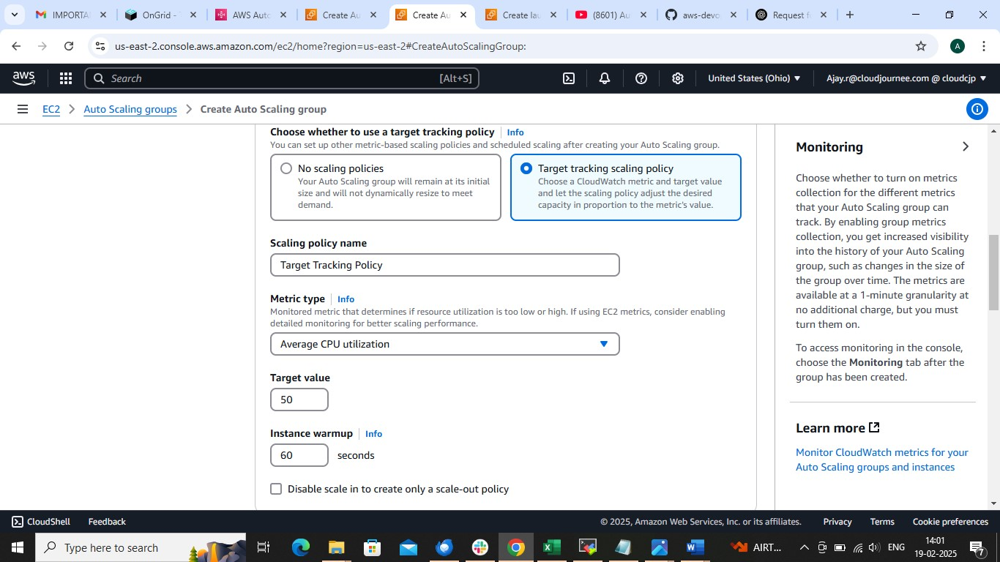 IMPORTA
OnGrid -
AWS Auto
Create Au
Create Au
Create lau
(8601) Au
aws-devo
Request f
us-east-2.console.aws.amazon.com/ec2/home?region=us-east-2#CreateAutoScalingGroup:
A
aws
Search
[Alt+S]
United States (Ohio)
Ajay.r@cloudjournee.com @ cloudcjp
EC2
Auto Scaling groups
Create Auto Scaling group
Choose whether to use a target tracking policy
Info
You can set up other metric-based scaling policies and scheduled scaling after creating your Auto Scaling group.
No scaling policies
Your Auto Scaling group will remain at its initial
size and will not dynamically resize to meet
demand.
Target tracking scaling policy
Choose a CloudWatch metric and target value
and let the scaling policy adjust the desired
capacity in proportion to the metric's value.
Scaling policy name
Target Tracking Policy
Metric type
Info
Monitored metric that determines if resource utilization is too low or high. If using EC2 metrics, consider enabling
detailed monitoring for better scaling performance.
Average CPU utilization
Target value
50
Instance warmup
Info
60
seconds
Disable scale in to create only a scale-out policy
Monitoring
Choose whether to turn on metrics
collection for the different metrics
that your Auto Scaling group can
track. By enabling group metrics
collection, you get increased visibility
into the history of your Auto Scaling
group, such as changes in the size of
the group over time. The metrics are
available at a 1-minute granularity at
no additional charge, but you must
turn them on.
To access monitoring in the console,
choose the Monitoring tab after the
group has been created.
Learn more
Monitor CloudWatch metrics for your
Auto Scaling groups and instances
CloudShell
Feedback
© 2025, Amazon Web Services, Inc. or its affiliates.
Privacy
Terms
Cookie preferences
Type here to search
AIRT...
ENG
14:01
19-02-2025
7